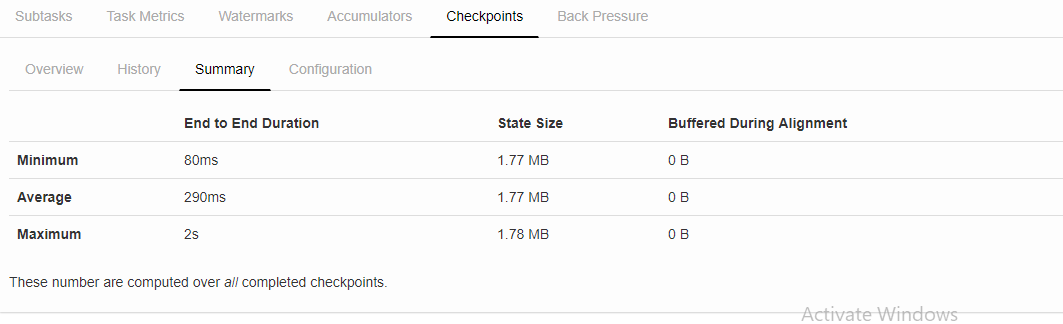 Subtasks Task Metrics Watermarks Accumulators Checkpoints Back Pressure
Overview History Summary Configuration
End to End Duration State Size Buffered During Alignment
Minimum 80ms 1.77 MB 0 B
Average 290ms 1.77 MB 0 B
Maximum 2s 1.78 MB 0 B
These number are computed over all completed checkpoints.
Activate Windows